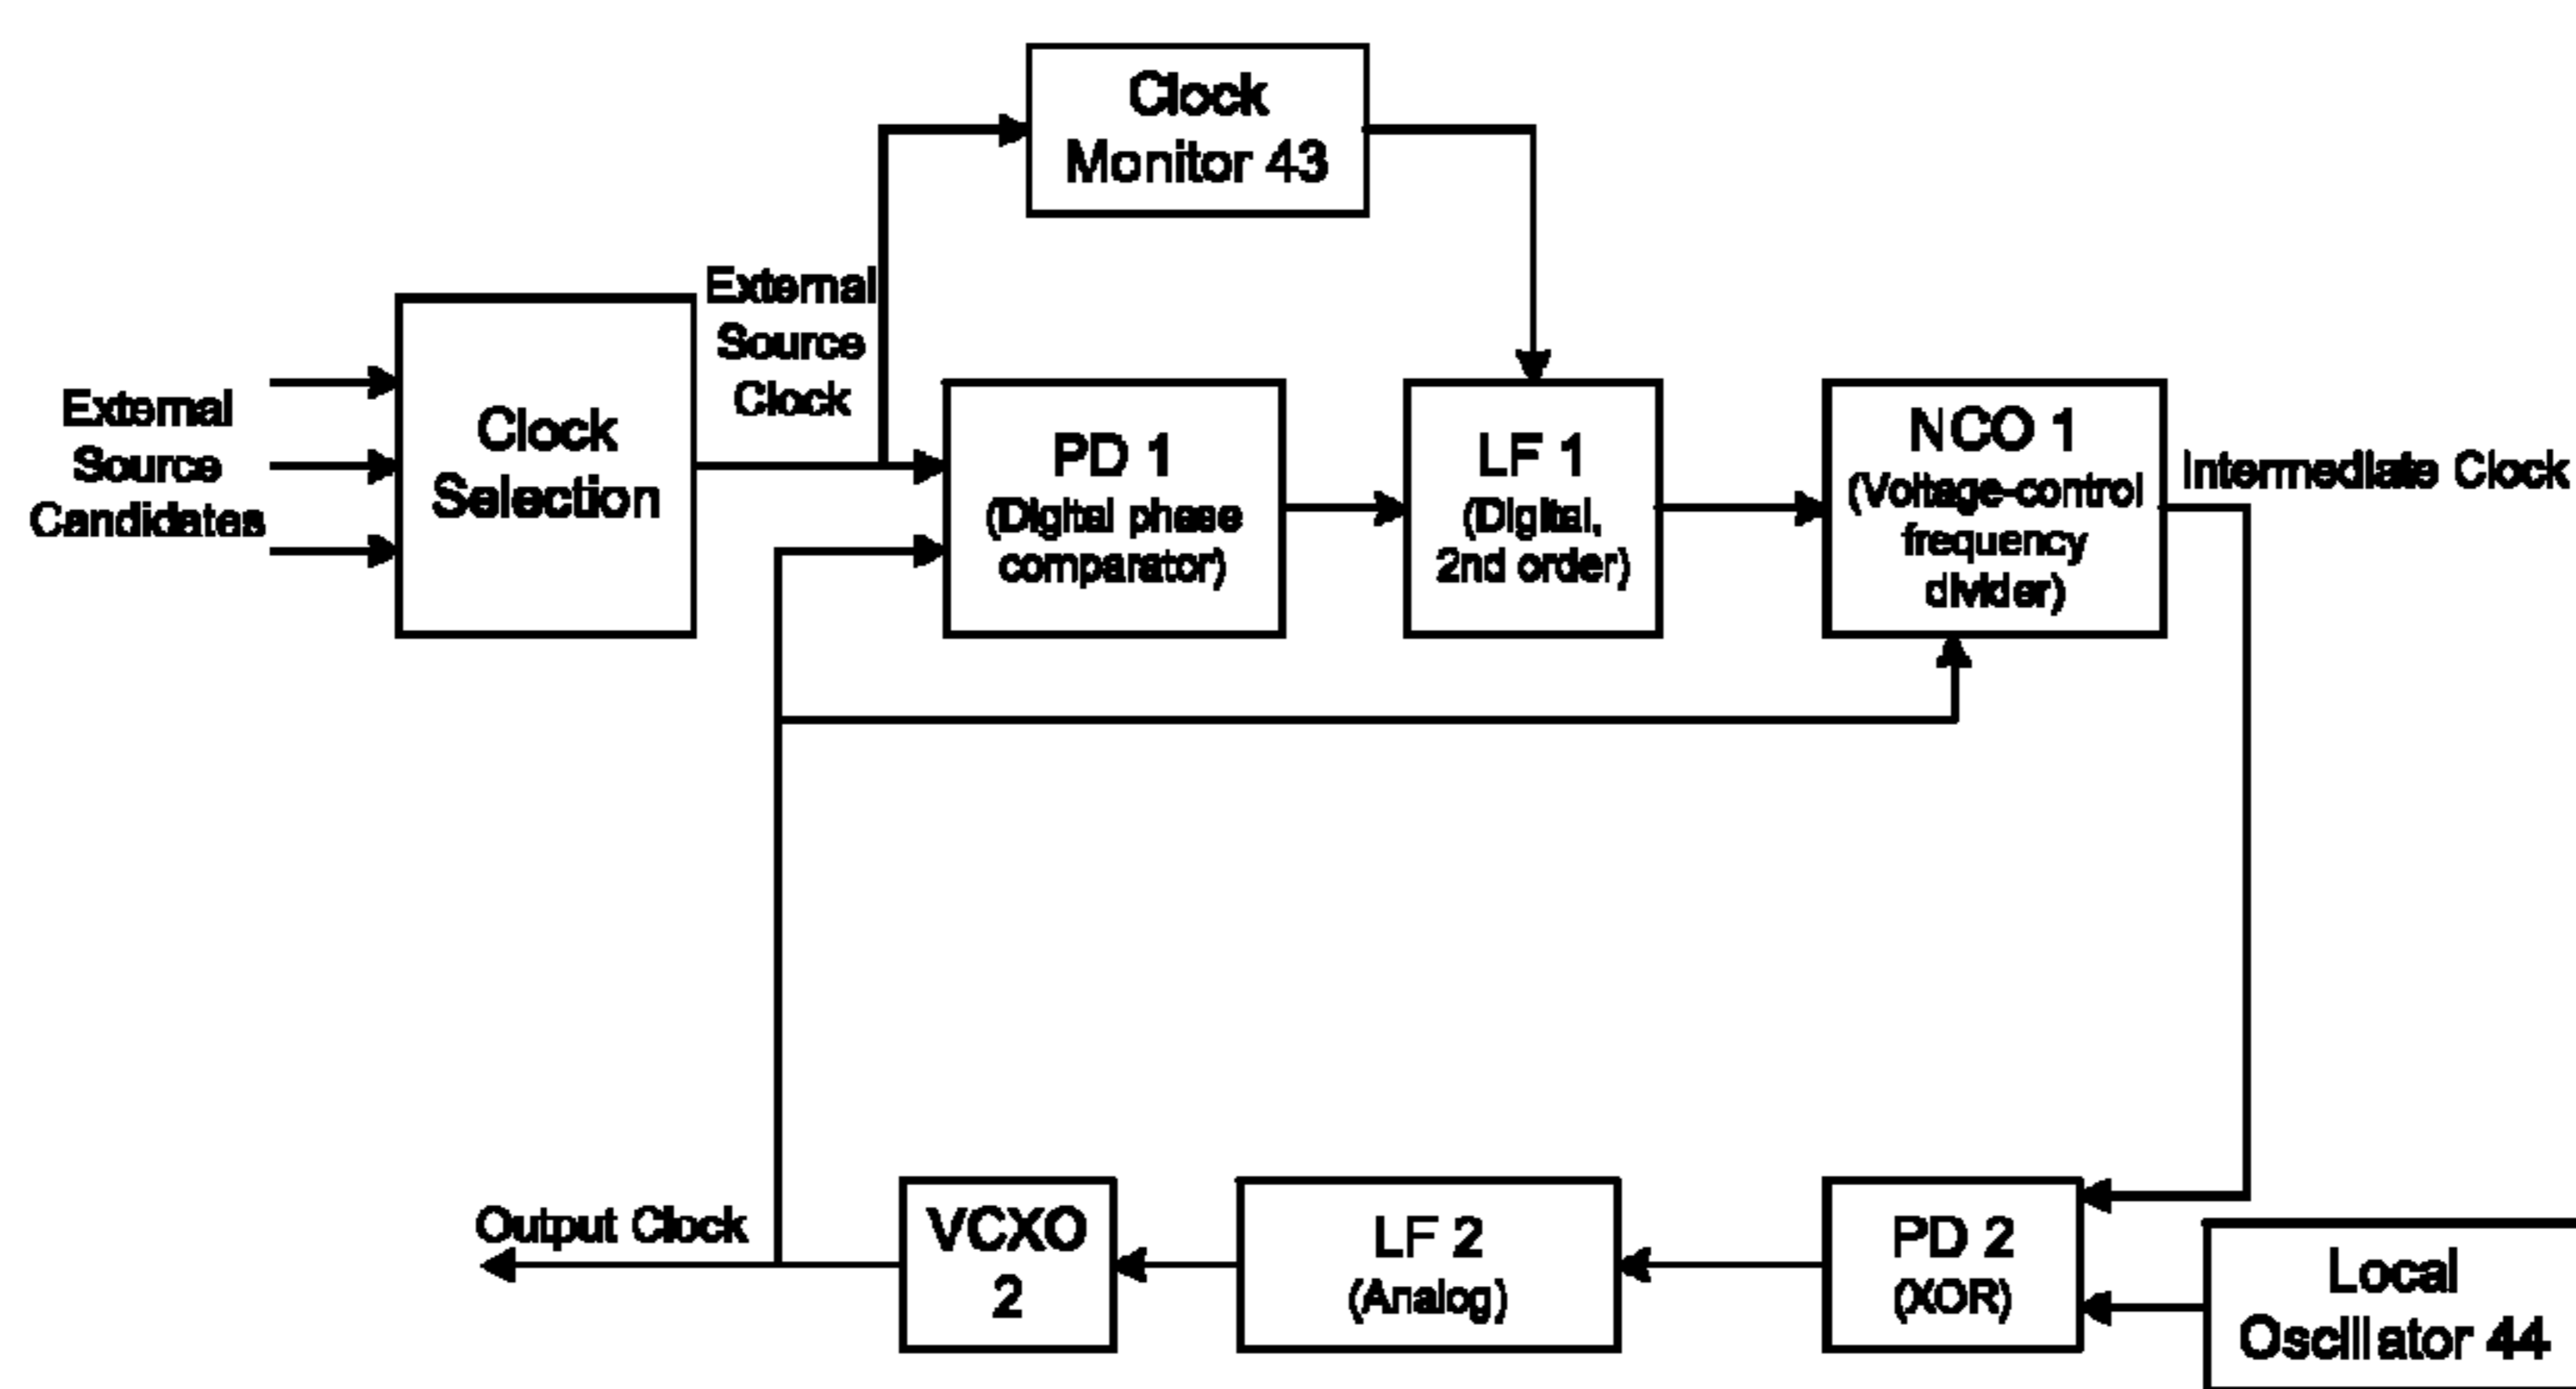 Clock
Monitor 43
External
Source
Clock
External
Source
Candidates
Clock
Selection
PD 1
(Digital phase
comparator)
LF 1
(Digital,
2nd order)
NCO 1
(Voltage-control
frequency
divider)
Intermediate Clock
Output Clock
VCXO
2
LF 2
(Analog)
PD 2
(XOR)
Local
Oscillator 44